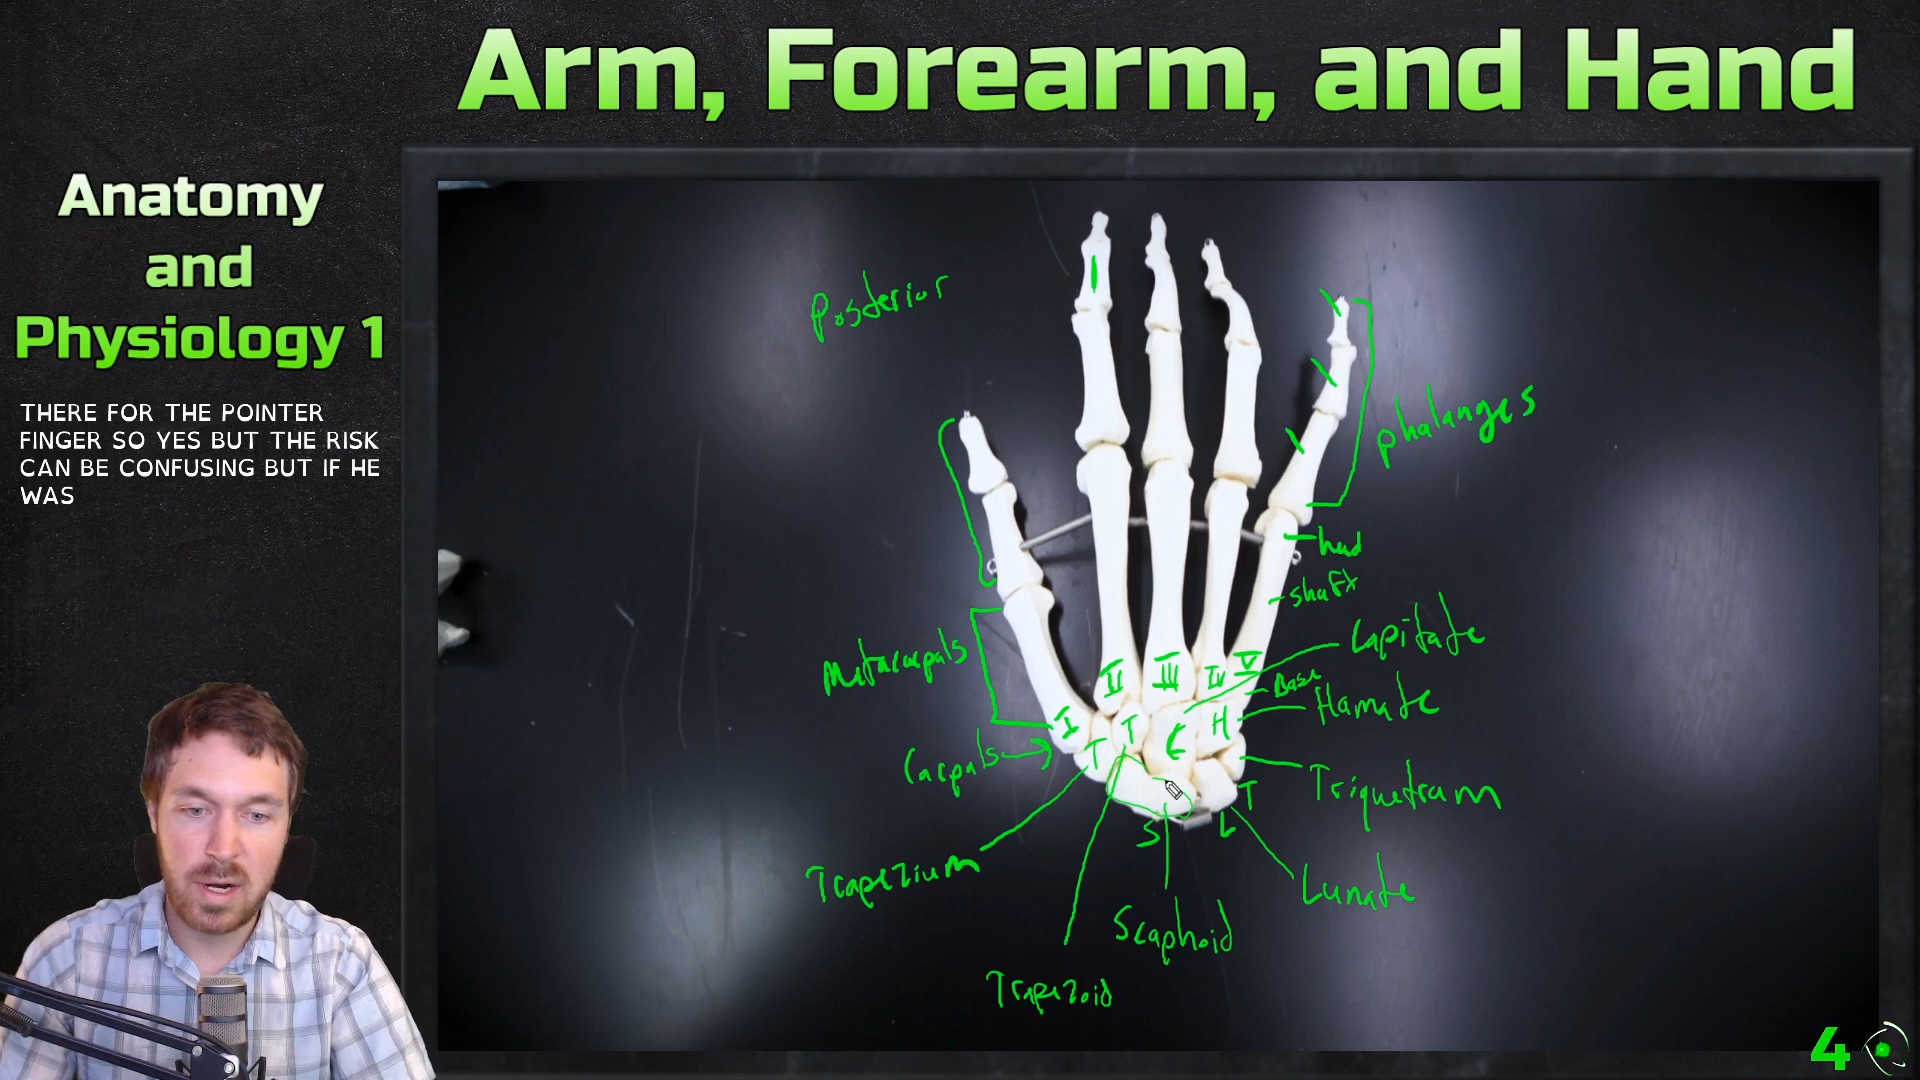 Arm, Forearm, and Hand
Anatomy
and
Physiology 1
THERE FOR THE POINTER
FINGER SO YES BUT THE RISK
CAN BE CONFUSING BUT IF HE
WAS
Posterior
phalanges
head
shaft
Capitate
Metacarpals
II III IV V
Base
Hamate
I
T T C H
Carpals
Triquetrum
T
S L
Trapezium
Lunate
Scaphoid
Trapezoid
4